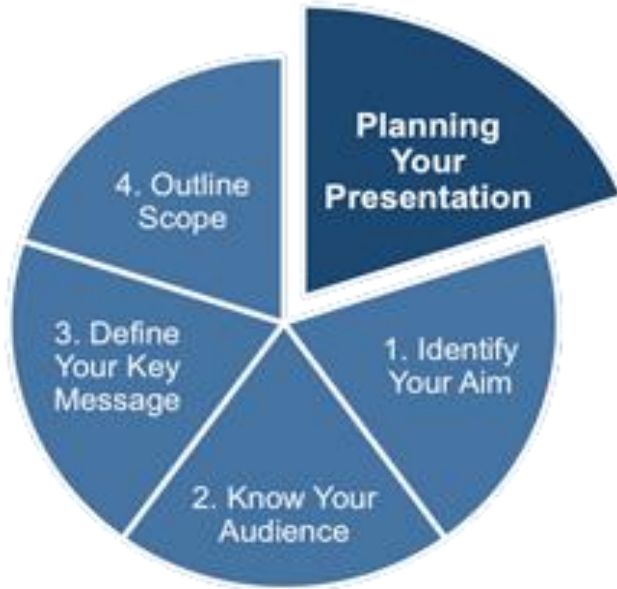 Planning
Your
Presentation
1. Identify
Your Aim
2. Know Your
Audience
3. Define
Your Key
Message
4. Outline
Scope